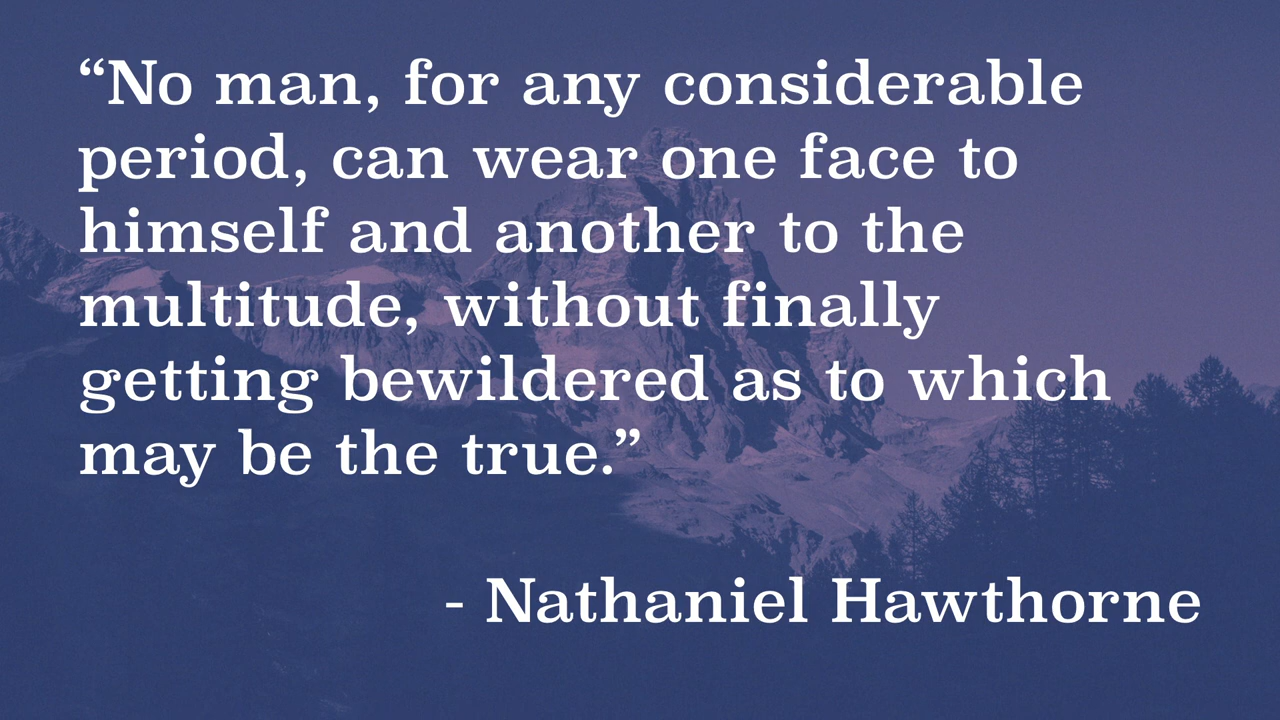 “No man, for any considerable
period, can wear one face to
himself and another to the
multitude, without finally
getting bewildered as to which
may be the true.”
- Nathaniel Hawthorne